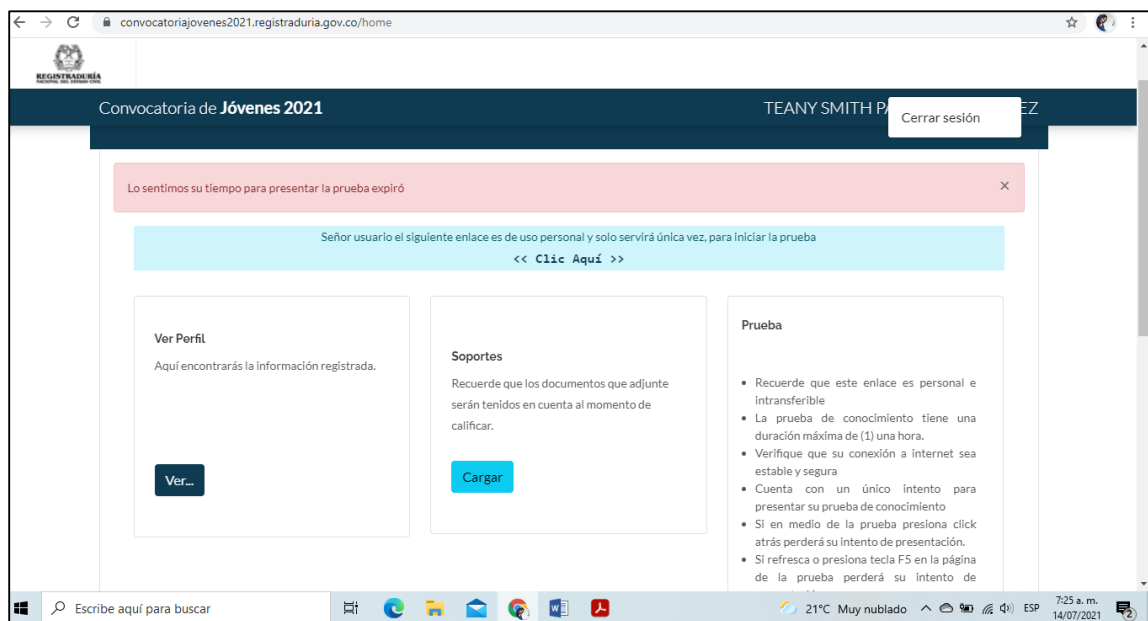 convocatoriajovenes2021.registraduria.gov.co/home
REGISTRADURÍA
NACIONAL DEL ESTADO CIVIL
Convocatoria de Jóvenes 2021
TEANY SMITH
EZ
Cerrar sesión
Lo sentimos su tiempo para presentar la prueba expiró
×
Señor usuario el siguiente enlace es de uso personal y solo servirá única vez, para iniciar la prueba
<< Clic Aquí >>
Ver Perfil
Aquí encontrarás la información registrada.
Ver...
Soportes
Recuerde que los documentos que adjunte
serán tenidos en cuenta al momento de
calificar.
Cargar
Prueba
• Recuerde que este enlace es personal e
intransferible
• La prueba de conocimiento tiene una
duración máxima de (1) una hora.
• Verifique que su conexión a internet sea
estable y segura
• Cuenta con un único intento para
presentar su prueba de conocimiento
• Si en medio de la prueba presiona click
atrás perderá su intento de presentación.
• Si refresca o presiona tecla F5 en la página
de la prueba perderá su intento de
Escribe aquí para buscar
21°C Muy nublado
ESP
7:25 a. m.
14/07/2021
2